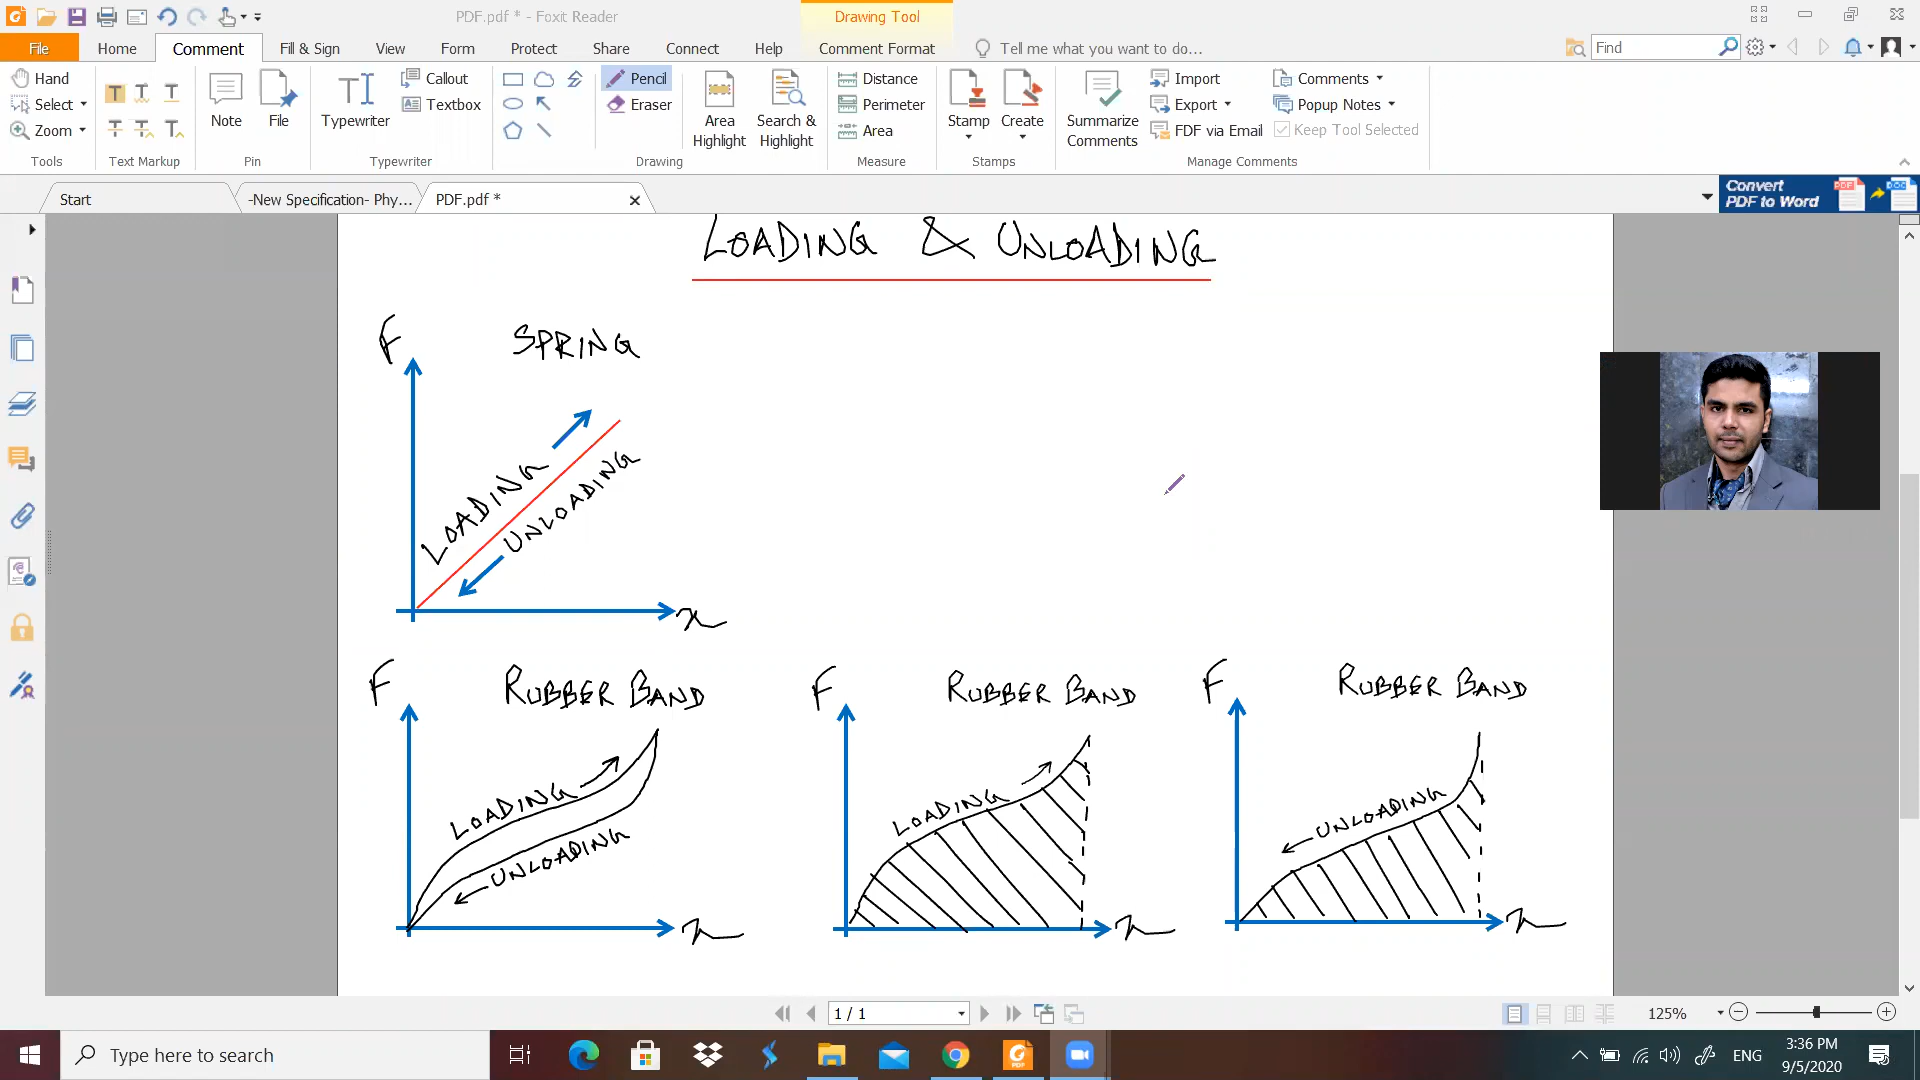 PDF.pdf * - Foxit Reader
Drawing Tool
File Home Comment Fill & Sign View Form Protect Share Connect Help Comment Format Tell me what you want to do... Find
Hand
Select
Zoom
Tools
Text Markup
Note
File
Pin
Typewriter
Callout
Textbox
Typewriter
Pencil
Eraser
Drawing
Area Highlight
Search & Highlight
Distance
Perimeter
Area
Measure
Stamp
Create
Stamps
Summarize Comments
Import
Export
FDF via Email
Comments
Popup Notes
Keep Tool Selected
Manage Comments
Start
-New Specification- Phy...
PDF.pdf *
Convert PDF to Word
PDF
DOC
LOADING & UNLOADING
F SPRING
LOADING
UNLOADING
x
F RUBBER BAND
LOADING
UNLOADING
x
F RUBBER BAND
LOADING
x
F RUBBER BAND
UNLOADING
x
1 / 1
125%
Type here to search
PDF
ENG
3:36 PM
9/5/2020